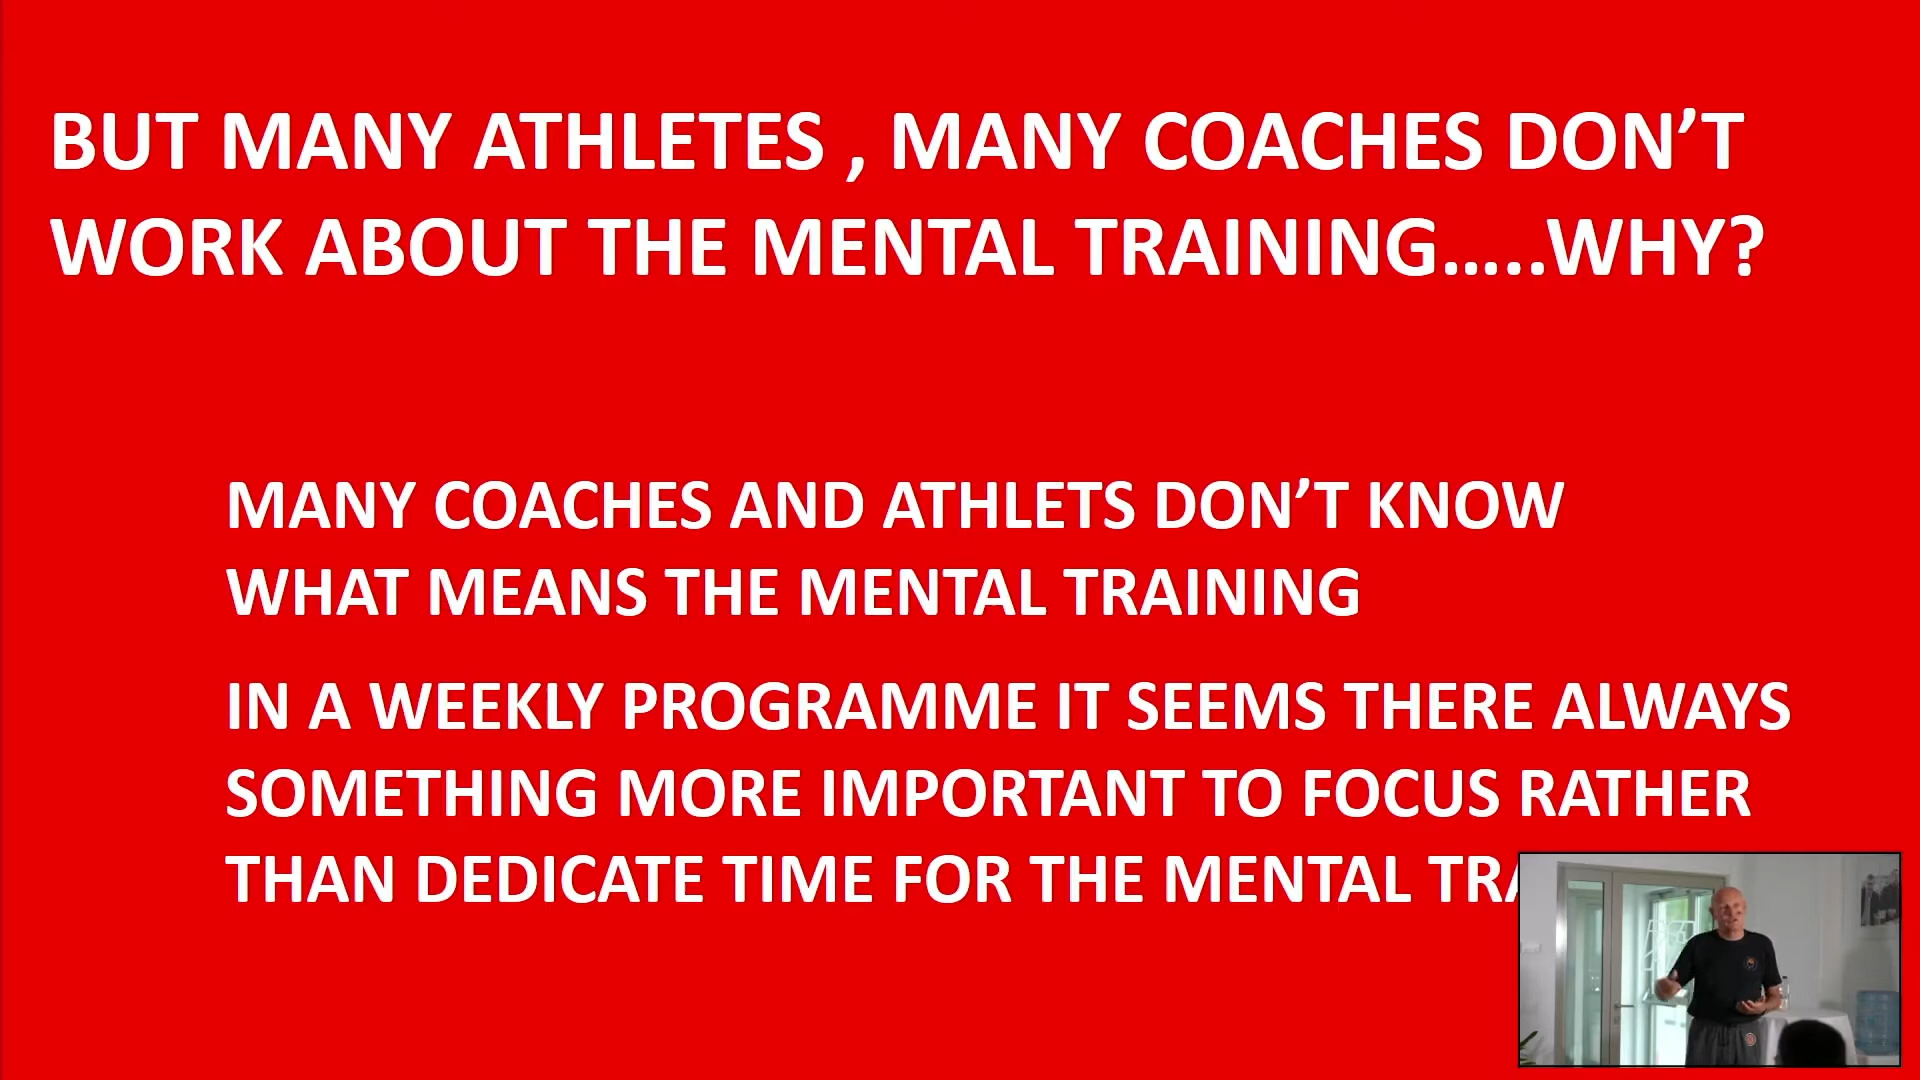 BUT MANY ATHLETES , MANY COACHES DON’T
WORK ABOUT THE MENTAL TRAINING…..WHY?
MANY COACHES AND ATHLETS DON’T KNOW
WHAT MEANS THE MENTAL TRAINING
IN A WEEKLY PROGRAMME IT SEEMS THERE ALWAYS
SOMETHING MORE IMPORTANT TO FOCUS RATHER
THAN DEDICATE TIME FOR THE MENTAL